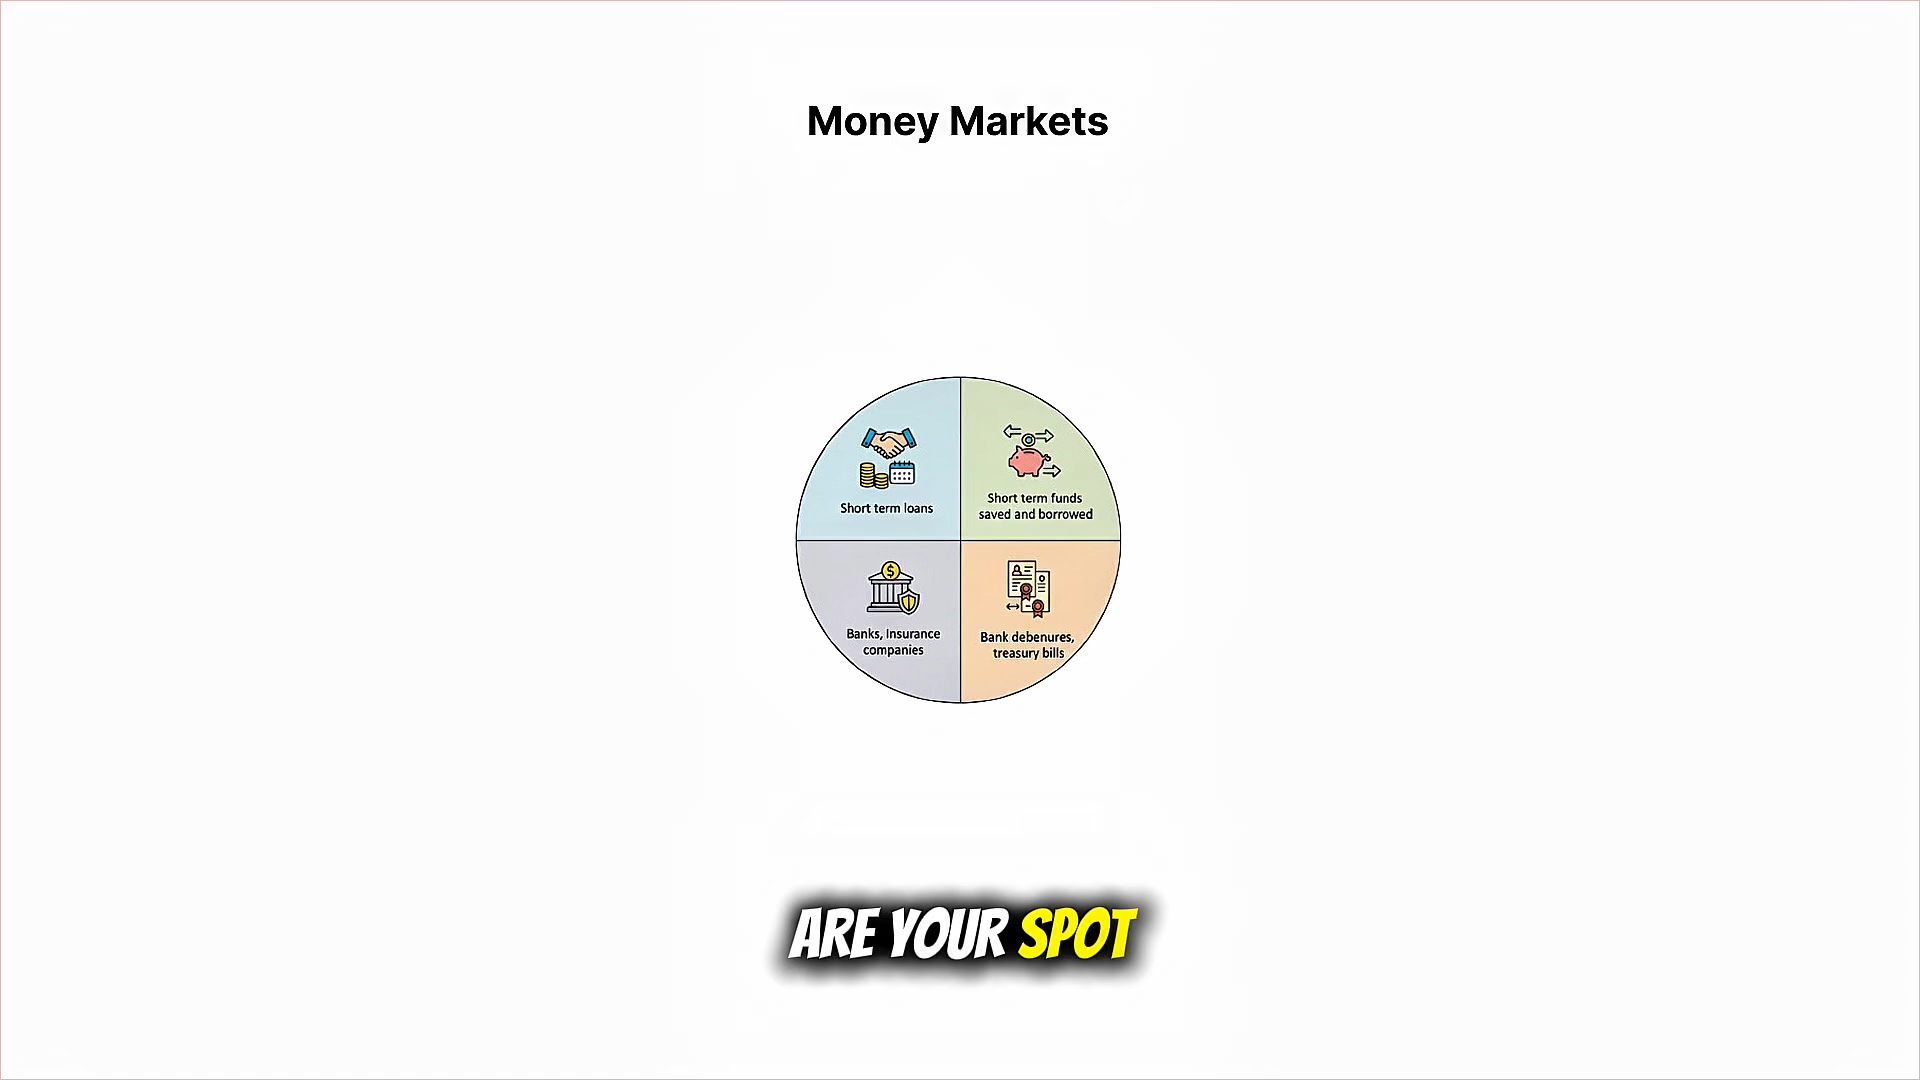 Money Markets
Short term loans
Short term funds
saved and borrowed
Banks, Insurance
companies
Bank debenures,
treasury bills
ARE YOUR SPOT